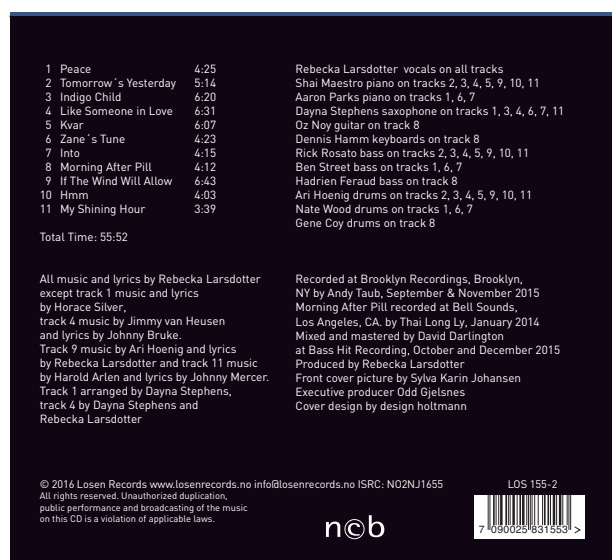 1 Peace 4:25
2 Tomorrow´s Yesterday 5:14
3 Indigo Child 6:20
4 Like Someone in Love 6:31
5 Kvar 6:07
6 Zane´s Tune 4:23
7 Into 4:15
8 Morning After Pill 4:12
9 If The Wind Will Allow 6:43
10 Hmm 4:03
11 My Shining Hour 3:39
Total Time: 55:52
Rebecka Larsdotter vocals on all tracks
Shai Maestro piano on tracks 2, 3, 4, 5, 9, 10, 11
Aaron Parks piano on tracks 1, 6, 7
Dayna Stephens saxophone on tracks 1, 3, 4, 6, 7, 11
Oz Noy guitar on track 8
Dennis Hamm keyboards on track 8
Rick Rosato bass on tracks 2, 3, 4, 5, 9, 10, 11
Ben Street bass on tracks 1, 6, 7
Hadrien Feraud bass on track 8
Ari Hoenig drums on tracks 2, 3, 4, 5, 9, 10, 11
Nate Wood drums on tracks 1, 6, 7
Gene Coy drums on track 8
All music and lyrics by Rebecka Larsdotter
except track 1 music and lyrics
by Horace Silver,
track 4 music by Jimmy van Heusen
and lyrics by Johnny Bruke.
Track 9 music by Ari Hoenig and lyrics
by Rebecka Larsdotter and track 11 music
by Harold Arlen and lyrics by Johnny Mercer.
Track 1 arranged by Dayna Stephens,
track 4 by Dayna Stephens and
Rebecka Larsdotter
Recorded at Brooklyn Recordings, Brooklyn,
NY by Andy Taub, September & November 2015
Morning After Pill recorded at Bell Sounds,
Los Angeles, CA. by Thai Long Ly, January 2014
Mixed and mastered by David Darlington
at Bass Hit Recording, October and December 2015
Produced by Rebecka Larsdotter
Front cover picture by Sylva Karin Johansen
Executive producer Odd Gjelsnes
Cover design by design holtmann
© 2016 Losen Records www.losenrecords.no info@losenrecords.no ISRC: NO2NJ1655
All rights reserved. Unauthorized duplication,
public performance and broadcasting of the music
on this CD is a violation of applicable laws.
n©b
LOS 155-2
7 090025 831553 >